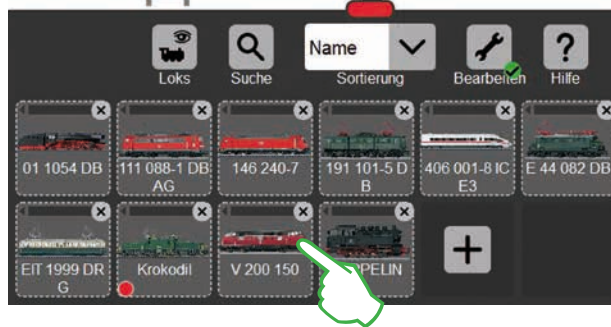 Name
Loks
Suche
Sortierung
Bearbeiten
Hilfe
01 1054 DB
111 088-1 DB
AG
146 240-7
191 101-5 D
B
406 001-8 IC
E3
E 44 082 DB
EIT 1999 DR
G
Krokodil
V 200 150
PELIN